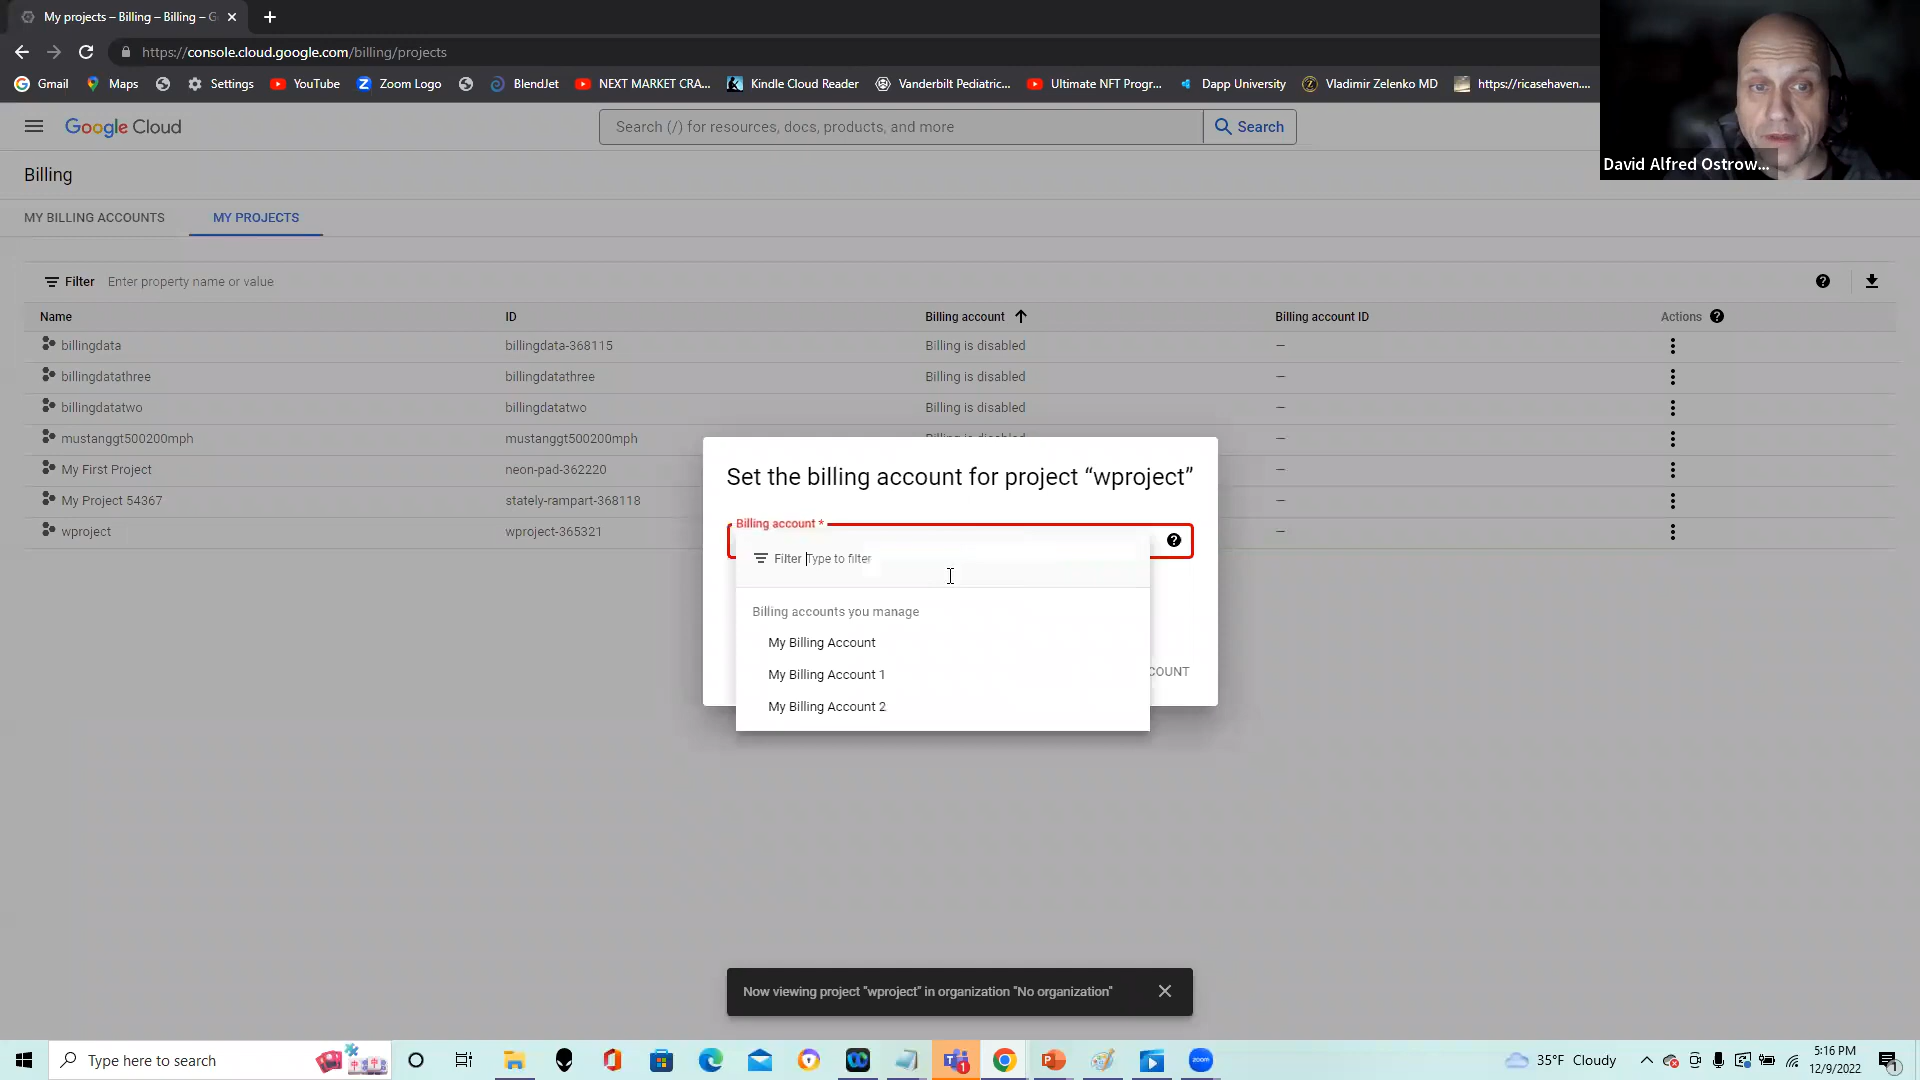 My projects – Billing – Billing – G
https://console.cloud.google.com/billing/projects
Gmail
Maps
Settings
YouTube
Zoom Logo
BlendJet
NEXT MARKET CRA...
Kindle Cloud Reader
Vanderbilt Pediatric...
Ultimate NFT Progr...
Dapp University
Vladimir Zelenko MD
https://ricasehaven....
David Alfred Ostrow...
Google Cloud
Search (/) for resources, docs, products, and more
Search
Billing
MY BILLING ACCOUNTS
MY PROJECTS
Filter Enter property name or value
Name ID Billing account Billing account ID Actions
billingdata billingdata-368115 Billing is disabled —
billingdatathree billingdatathree Billing is disabled —
billingdatatwo billingdatatwo Billing is disabled —
mustanggt500200mph mustanggt500200mph Billing is disabled —
My First Project neon-pad-362220 —
My Project 54367 stately-rampart-368118 —
wproject wproject-365321 —
Set the billing account for project “wproject”
Billing account *
Filter Type to filter
Billing accounts you manage
My Billing Account
My Billing Account 1
My Billing Account 2
COUNT
Now viewing project "wproject" in organization "No organization"
Type here to search
35°F Cloudy
5:16 PM
12/9/2022